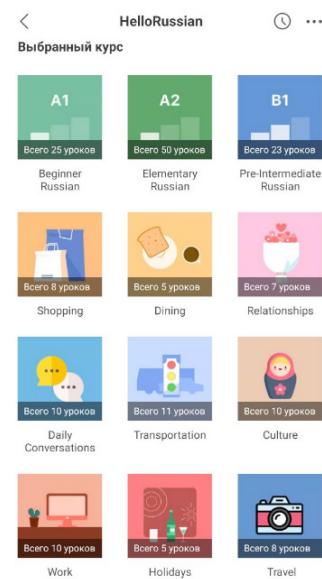 HelloRussian
Выбранный курс
A1
A2
B1
Всего 25 уроков
Всего 50 уроков
Всего 23 уроков
Beginner
Russian
Elementary
Russian
Pre-Intermediate
Russian
Всего 8 уроков
Всего 5 уроков
Всего 7 уроков
Shopping
Dining
Relationships
Всего 10 уроков
Всего 11 уроков
Всего 10 уроков
Daily
Conversations
Transportation
Culture
Всего 10 уроков
Всего 5 уроков
Всего 8 уроков
Work
Holidays
Travel